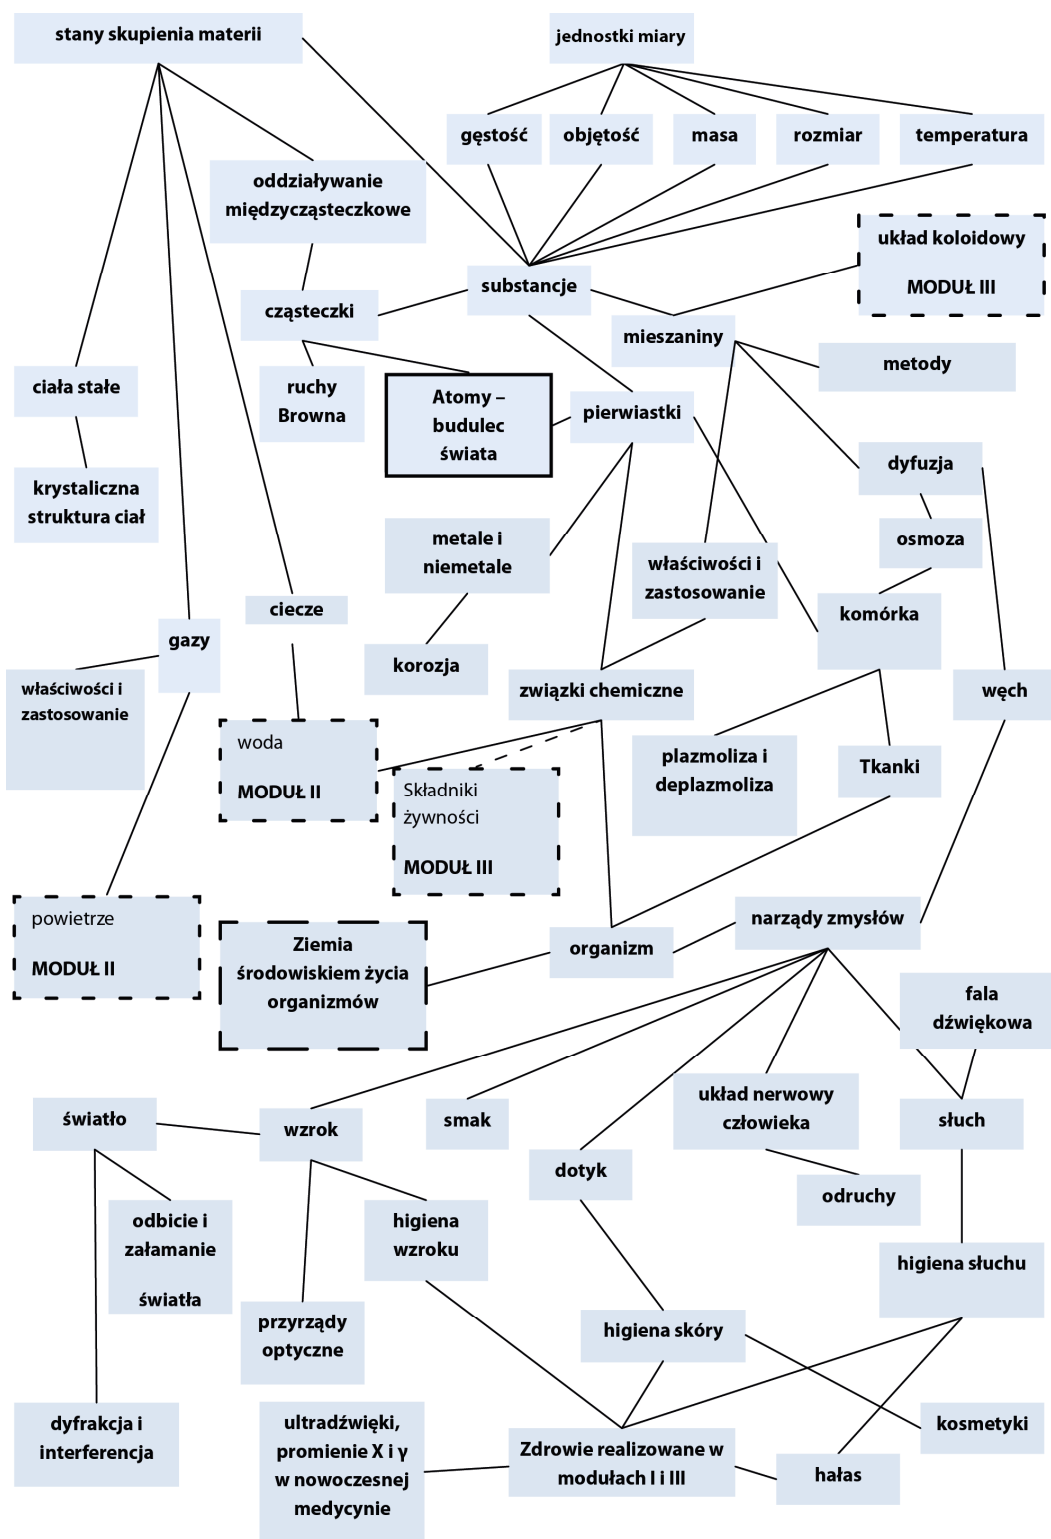 stany skupienia materii
jednostki miary
gęstość
objętość
masa
rozmiar
temperatura
oddziaływanie
międzycząsteczkowe
układ koloidowy
MODUŁ III
substancje
cząsteczki
mieszaniny
metody
ciała stałe
ruchy
Browna
Atomy –
budulec
świata
pierwiastki
dyfuzja
krystaliczna
struktura ciał
metale i
niemetale
osmoza
właściwości i
zastosowanie
ciecze
komórka
gazy
korozja
właściwości i
zastosowanie
związki chemiczne
węch
woda
MODUŁ II
plazmoliza i
deplazmoliza
Tkanki
Składniki
żywności
MODUŁ III
powietrze
MODUŁ II
Ziemia
środowiskiem życia
organizmów
organizm
narządy zmysłów
fala
dźwiękowa
światło
wzrok
smak
układ nerwowy
człowieka
słuch
dotyk
odruchy
odbicie i
załamanie
światła
higiena
wzroku
higiena słuchu
przyrządy
optyczne
higiena skóry
dyfrakcja i
interferencja
ultradźwięki,
promienie X i γ
w nowoczesnej
medycynie
Zdrowie realizowane w
modułach I i III
hałas
kosmetyki